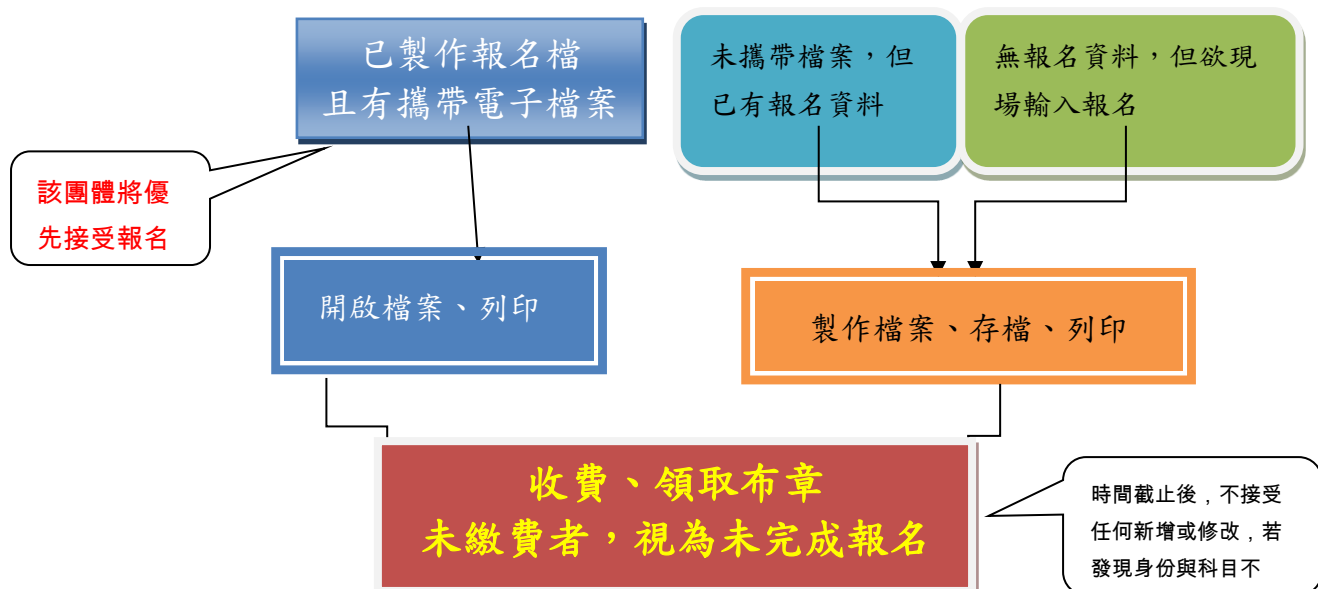 已製作報名檔
且有攜帶電子檔案
未攜帶檔案，但
已有報名資料
無報名資料，但欲現
場輸入報名
該團體將優
先接受報名
開啟檔案、列印
製作檔案、存檔、列印
收費、領取布章
未繳費者，視為未完成報名
時間截止後，不接受
任何新增或修改，若
發現身份與科目不